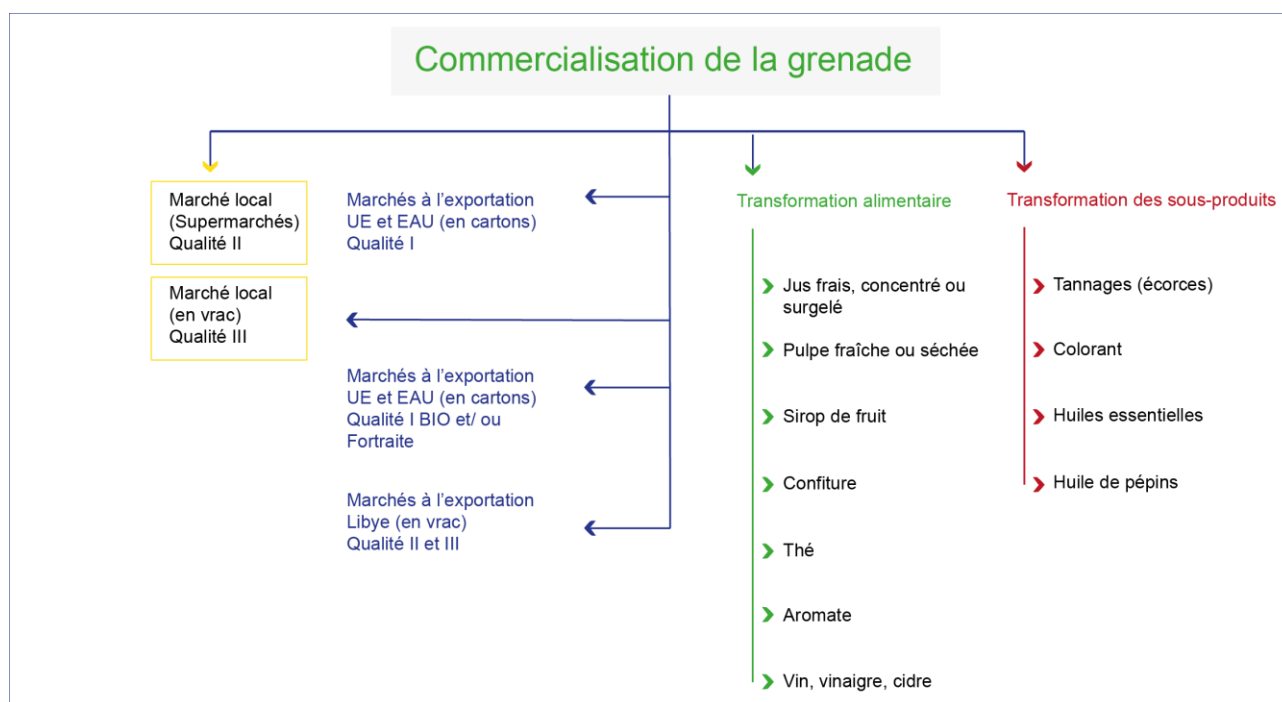 Commercialisation de la grenade
Marché local
(Supermarchés)
Qualité II
Marché local
(en vrac)
Qualité III
Marchés à l'exportation
UE et EAU (en cartons)
Qualité I
Marchés à l'exportation
UE et EAU (en cartons)
Qualité I BIO et/ ou
Fortraite
Marchés à l'exportation
Libye (en vrac)
Qualité II et III
Transformation alimentaire
Jus frais, concentré ou
surgelé
Pulpe fraîche ou séchée
Sirop de fruit
Confiture
Thé
Aromate
Vin, vinaigre, cidre
Transformation des sous-produits
Tannages (écorces)
Colorant
Huiles essentielles
Huile de pépins